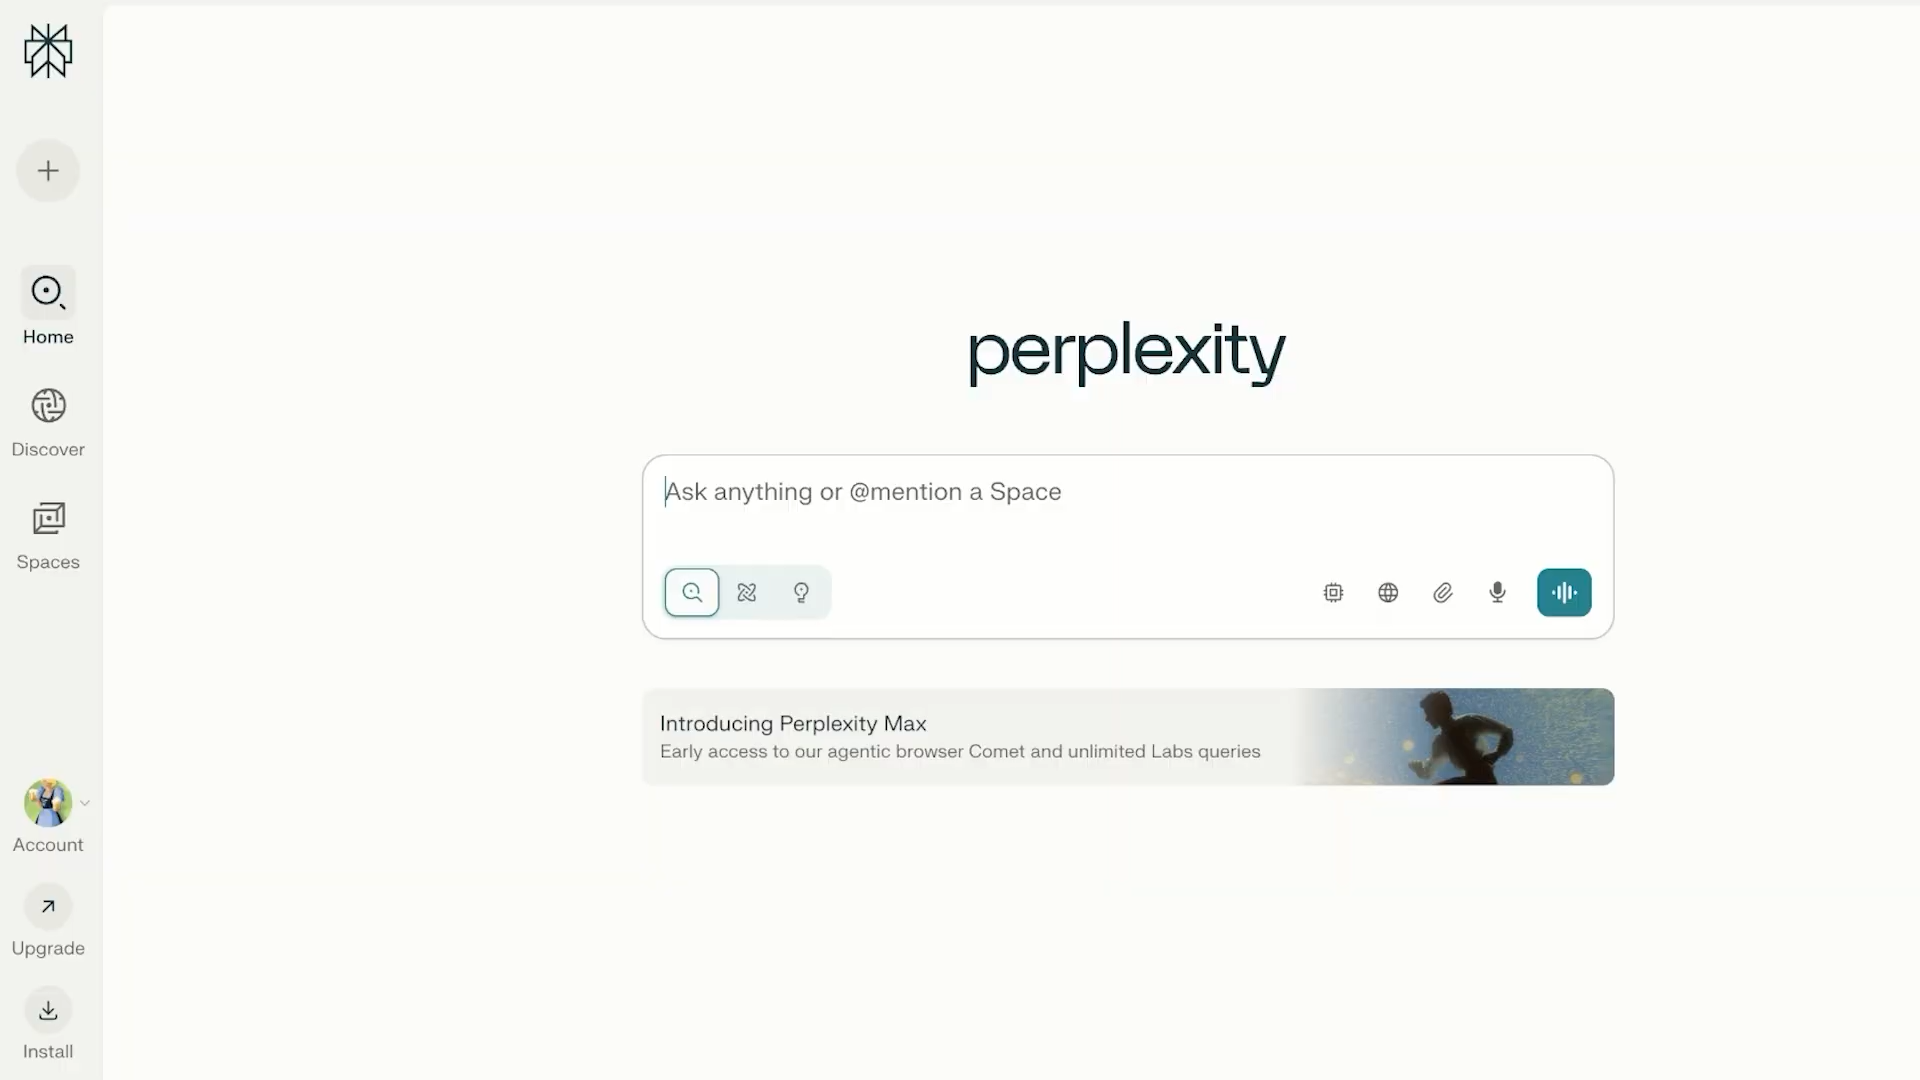 Home
Discover
Spaces
Account
Upgrade
Install
perplexity
Ask anything or @mention a Space
Introducing Perplexity Max
Early access to our agentic browser Comet and unlimited Labs queries